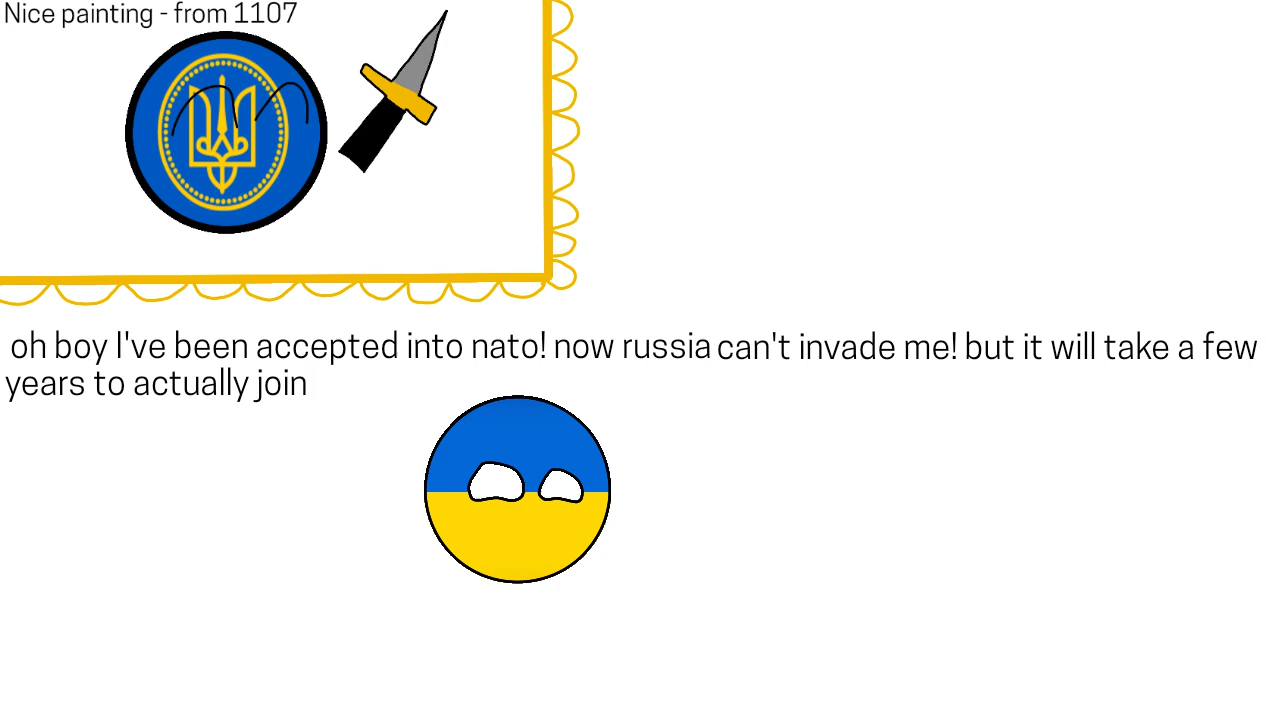 Nice painting - from 1107
oh boy I've been accepted into nato! now russia can't invade me! but it will take a few
years to actually join